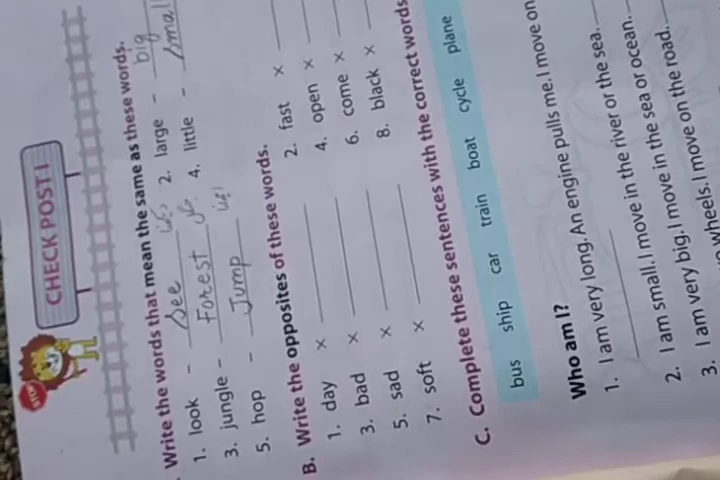 STOP
CHECK POST I
Write the words that mean the same as these words.
1. look - See 2. large - big
3. jungle - Forest 4. little - Small
5. hop - Jump
B. Write the opposites of these words.
1. day x 2. fast x
3. bad x 4. open x
5. sad x 6. come x
7. soft x 8. black x
C. Complete these sentences with the correct words
bus ship car train boat cycle plane
Who am I?
1. I am very long. An engine pulls me. I move on
2. I am small. I move in the river or the sea.
3. I am very big. I move in the sea or ocean.
wheels. I move on the road.